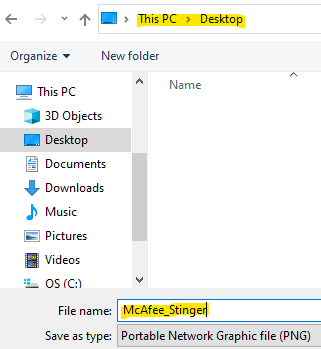 This PC > Desktop
Organize New folder
This PC
3D Objects
Desktop
Documents
Downloads
Music
Pictures
Videos
OS (C:)
Name
File name: McAfee_Stinger
Save as type: Portable Network Graphic file (PNG)